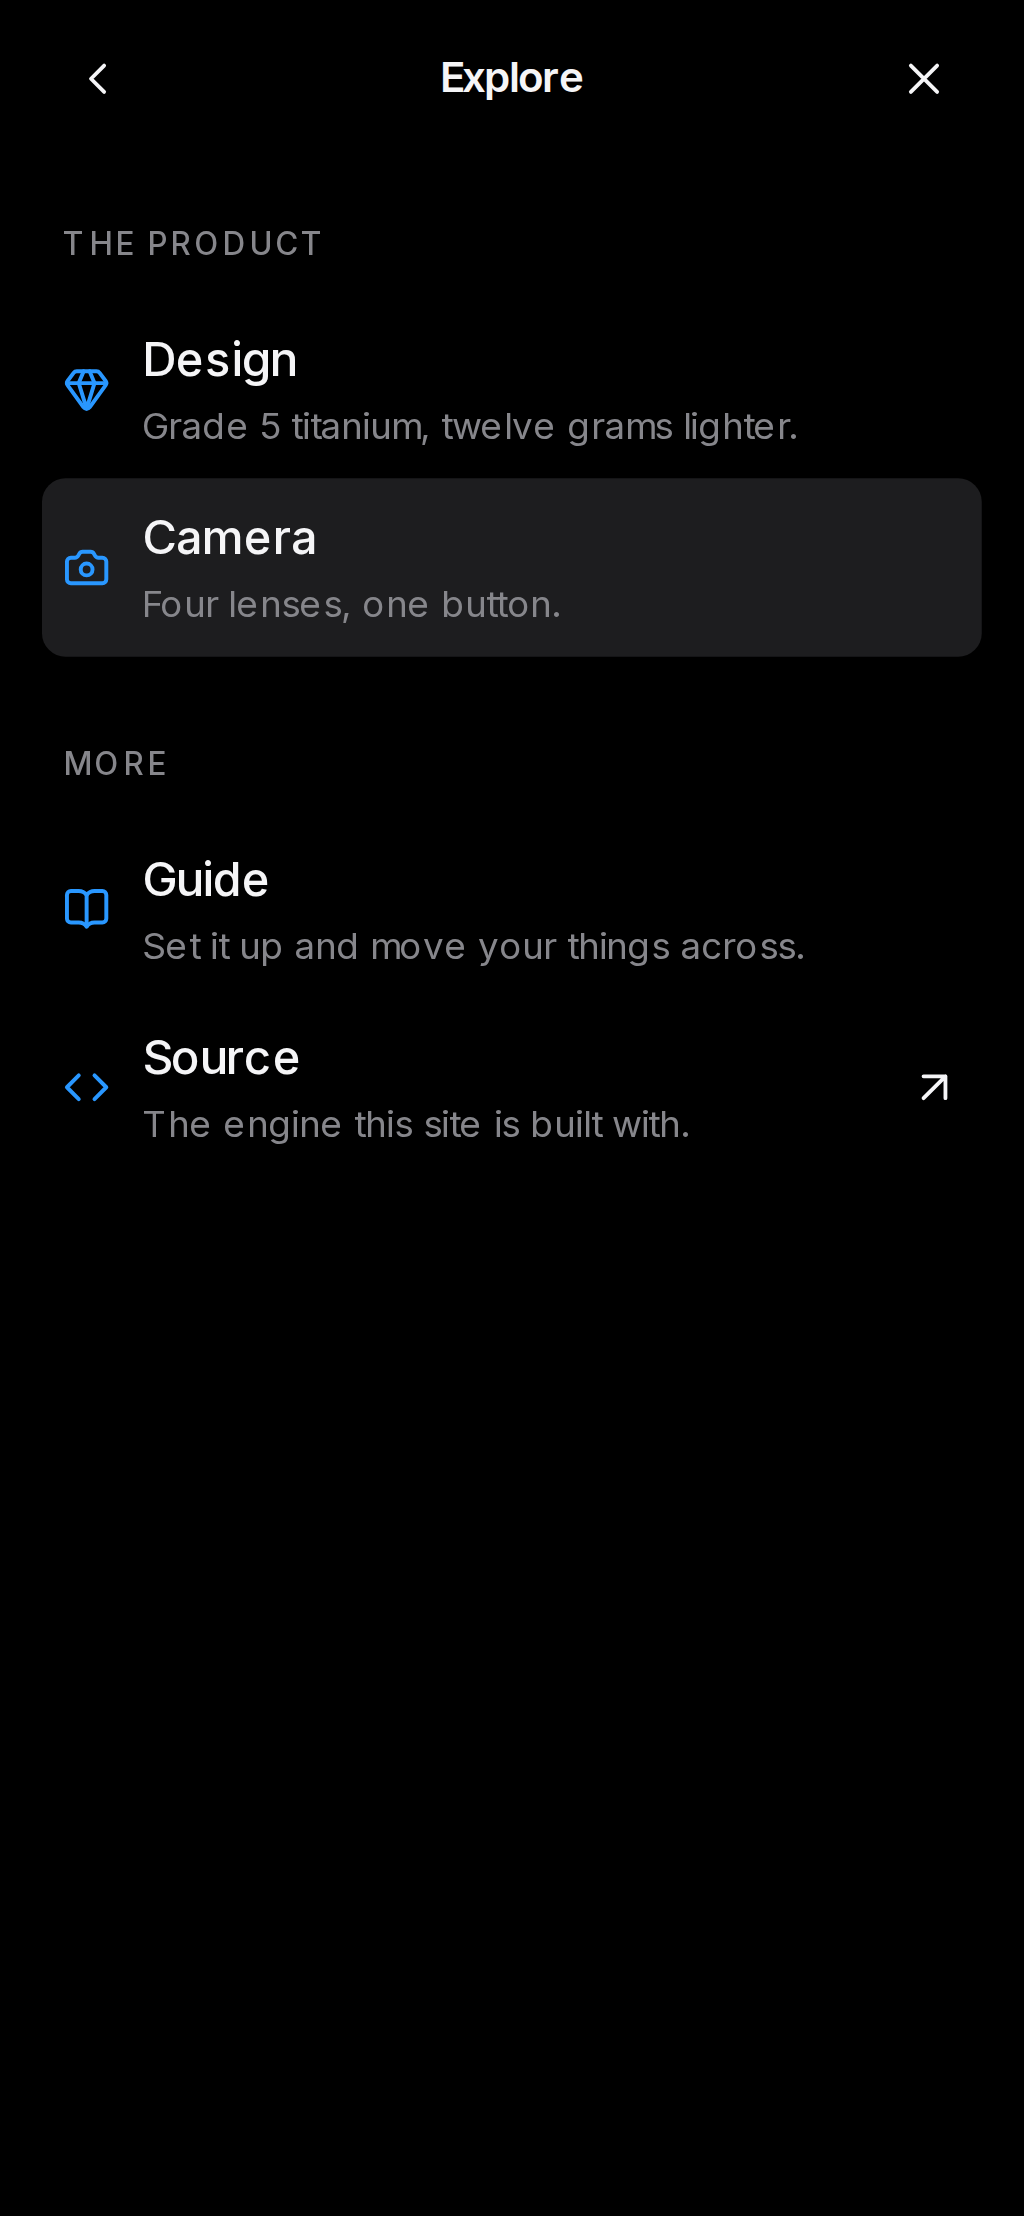 Explore
THE PRODUCT
Design
Grade 5 titanium, twelve grams lighter.
Camera
Four lenses, one button.
MORE
Guide
Set it up and move your things across.
Source
The engine this site is built with.